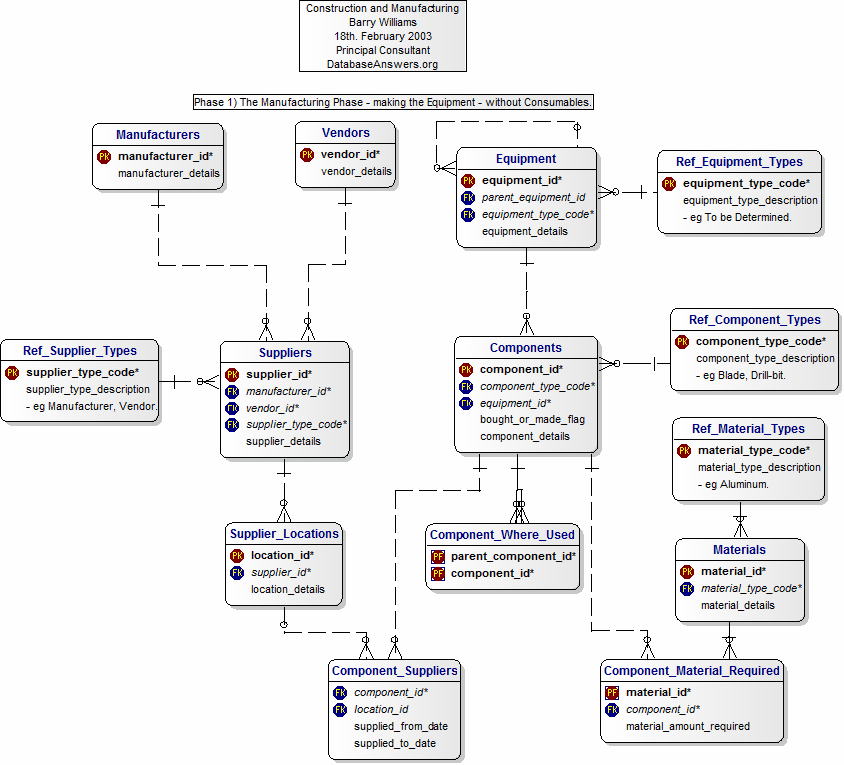 Construction and Manufacturing
Barry Williams
18th. February 2003
Principal Consultant
DatabaseAnswers.org
Phase 1) The Manufacturing Phase - making the Equipment - without Consumables.
Manufacturers
PK manufacturer_id*
manufacturer_details
Vendors
PK vendor_id*
vendor_details
Equipment
PK equipment_id*
FK parent_equipment_id
FK equipment_type_code*
equipment_details
Ref_Equipment_Types
PK equipment_type_code*
equipment_type_description
- eg To be Determined.
Ref_Supplier_Types
PK supplier_type_code*
supplier_type_description
- eg Manufacturer, Vendor.
Suppliers
PK supplier_id*
FK manufacturer_id*
FK vendor_id*
FK supplier_type_code*
supplier_details
Components
PK component_id*
FK component_type_code*
FK equipment_id*
bought_or_made_flag
component_details
Ref_Component_Types
PK component_type_code*
component_type_description
- eg Blade, Drill-bit.
Ref_Material_Types
PK material_type_code*
material_type_description
- eg Aluminum.
Supplier_Locations
PK location_id*
FK supplier_id*
location_details
Component_Where_Used
PF parent_component_id*
PF component_id*
Materials
PK material_id*
FK material_type_code*
material_details
Component_Suppliers
FK component_id*
FK location_id
supplied_from_date
supplied_to_date
Component_Material_Required
PF material_id*
FK component_id*
material_amount_required